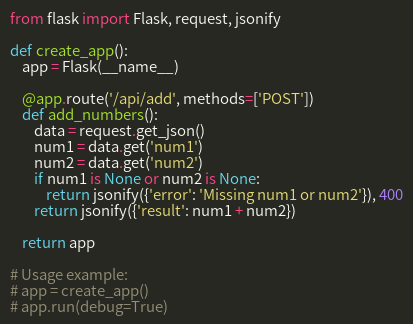 from flask import Flask, request, jsonify

def create_app():
    app = Flask(__name__)

    @app.route('/api/add', methods=['POST'])
    def add_numbers():
        data = request.get_json()
        num1 = data.get('num1')
        num2 = data.get('num2')
        if num1 is None or num2 is None:
            return jsonify({'error': 'Missing num1 or num2'}), 400
        return jsonify({'result': num1 + num2})

    return app

# Usage example:
# app = create_app()
# app.run(debug=True)